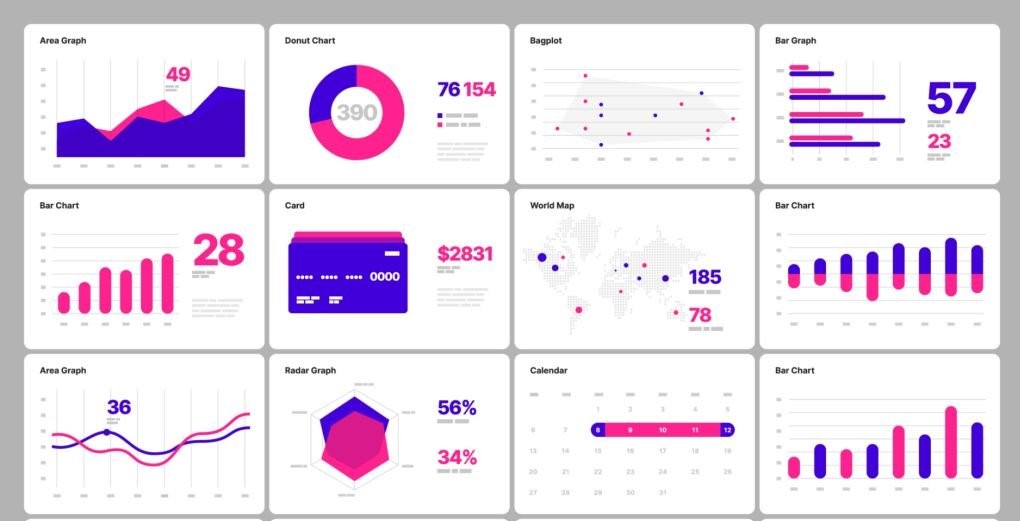 Area Graph
49
Donut Chart
390
76 154
Bagplot
Bar Graph
57
23
0
Bar Chart
28
Card
0000
$2831
World Map
185
78
Bar Chart
Area Graph
36
Radar Graph
56%
34%
Calendar
1 2 3 4 5
6 7 8 9 10 11 12
13 14 15 16 17 18 19
20 21 22 23 24 25 26
27 28 29 30 31
Bar Chart